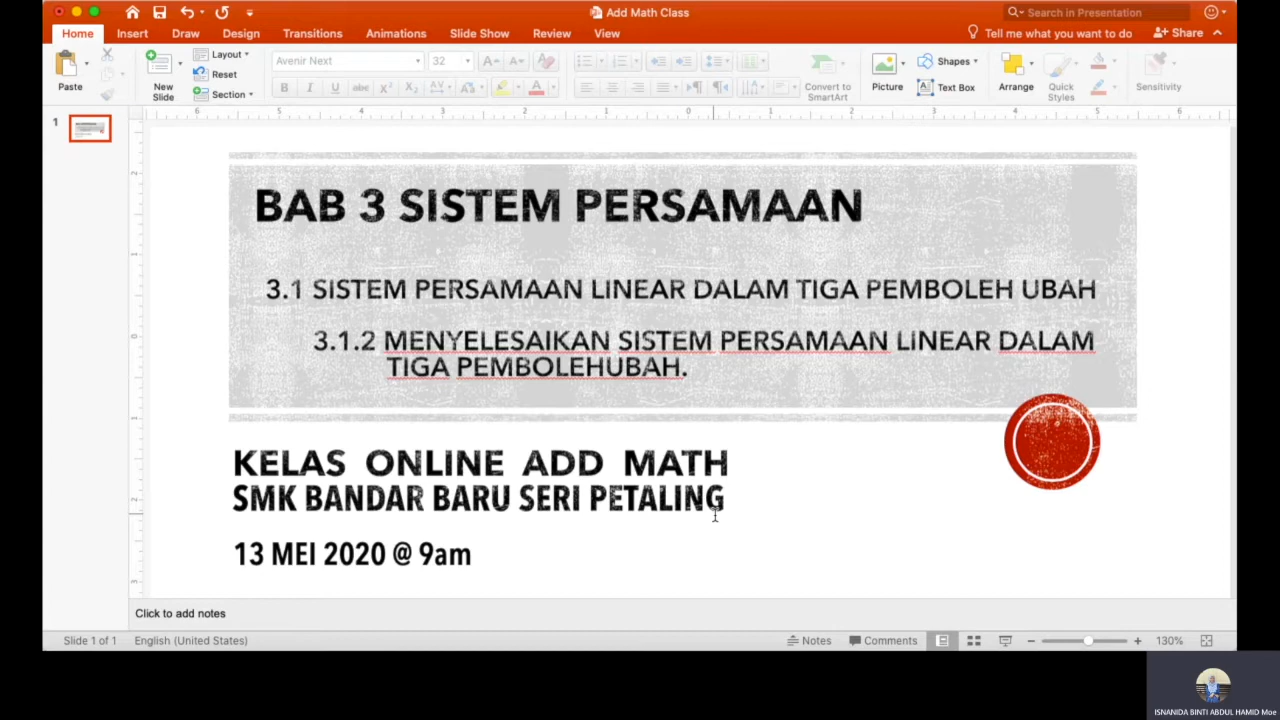 Add Math Class
Search in Presentation
Home Insert Draw Design Transitions Animations Slide Show Review View
Tell me what you want to do
Share
Paste
New Slide
Layout
Reset
Section
Avenir Next
32
Convert to SmartArt
Picture
Shapes
Text Box
Arrange
Quick Styles
Sensitivity
1
BAB 3 SISTEM PERSAMAAN
3.1 SISTEM PERSAMAAN LINEAR DALAM TIGA PEMBOLEH UBAH
3.1.2 MENYELESAIKAN SISTEM PERSAMAAN LINEAR DALAM
TIGA PEMBOLEHUBAH.
KELAS ONLINE ADD MATH
SMK BANDAR BARU SERI PETALING
13 MEI 2020 @ 9am
Click to add notes
Slide 1 of 1 English (United States) Notes Comments 130%
ISNANIDA BINTI ABDUL HAMID Moe